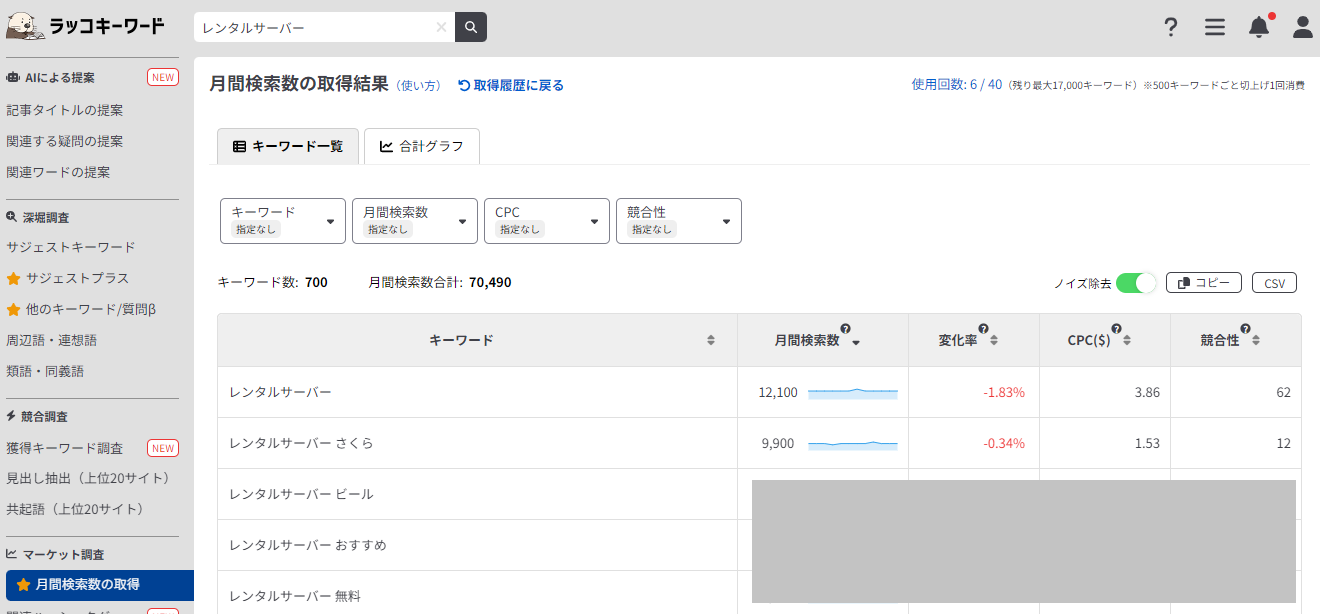 ラッコキーワード
レンタルサーバー
AIによる提案 NEW
記事タイトルの提案
関連する疑問の提案
関連ワードの提案
深堀調査
サジェストキーワード
サジェストプラス
他のキーワード/質問β
周辺語・連想語
類語・同義語
競合調査
獲得キーワード調査 NEW
見出し抽出（上位20サイト）
共起語（上位20サイト）
マーケット調査
月間検索数の取得
月間検索数の取得結果（使い方） 取得履歴に戻る
使用回数: 6 / 40（残り最大17,000キーワード）※500キーワードごと切上げ1回消費
キーワード一覧 合計グラフ
キーワード 月間検索数 CPC 競合性
指定なし 指定なし 指定なし 指定なし
キーワード数: 700 月間検索数合計: 70,490
ノイズ除去 コピー CSV
キーワード 月間検索数 変化率 CPC($) 競合性
レンタルサーバー 12,100 -1.83% 3.86 62
レンタルサーバー さくら 9,900 -0.34% 1.53 12
レンタルサーバー ビール
レンタルサーバー おすすめ
レンタルサーバー 無料